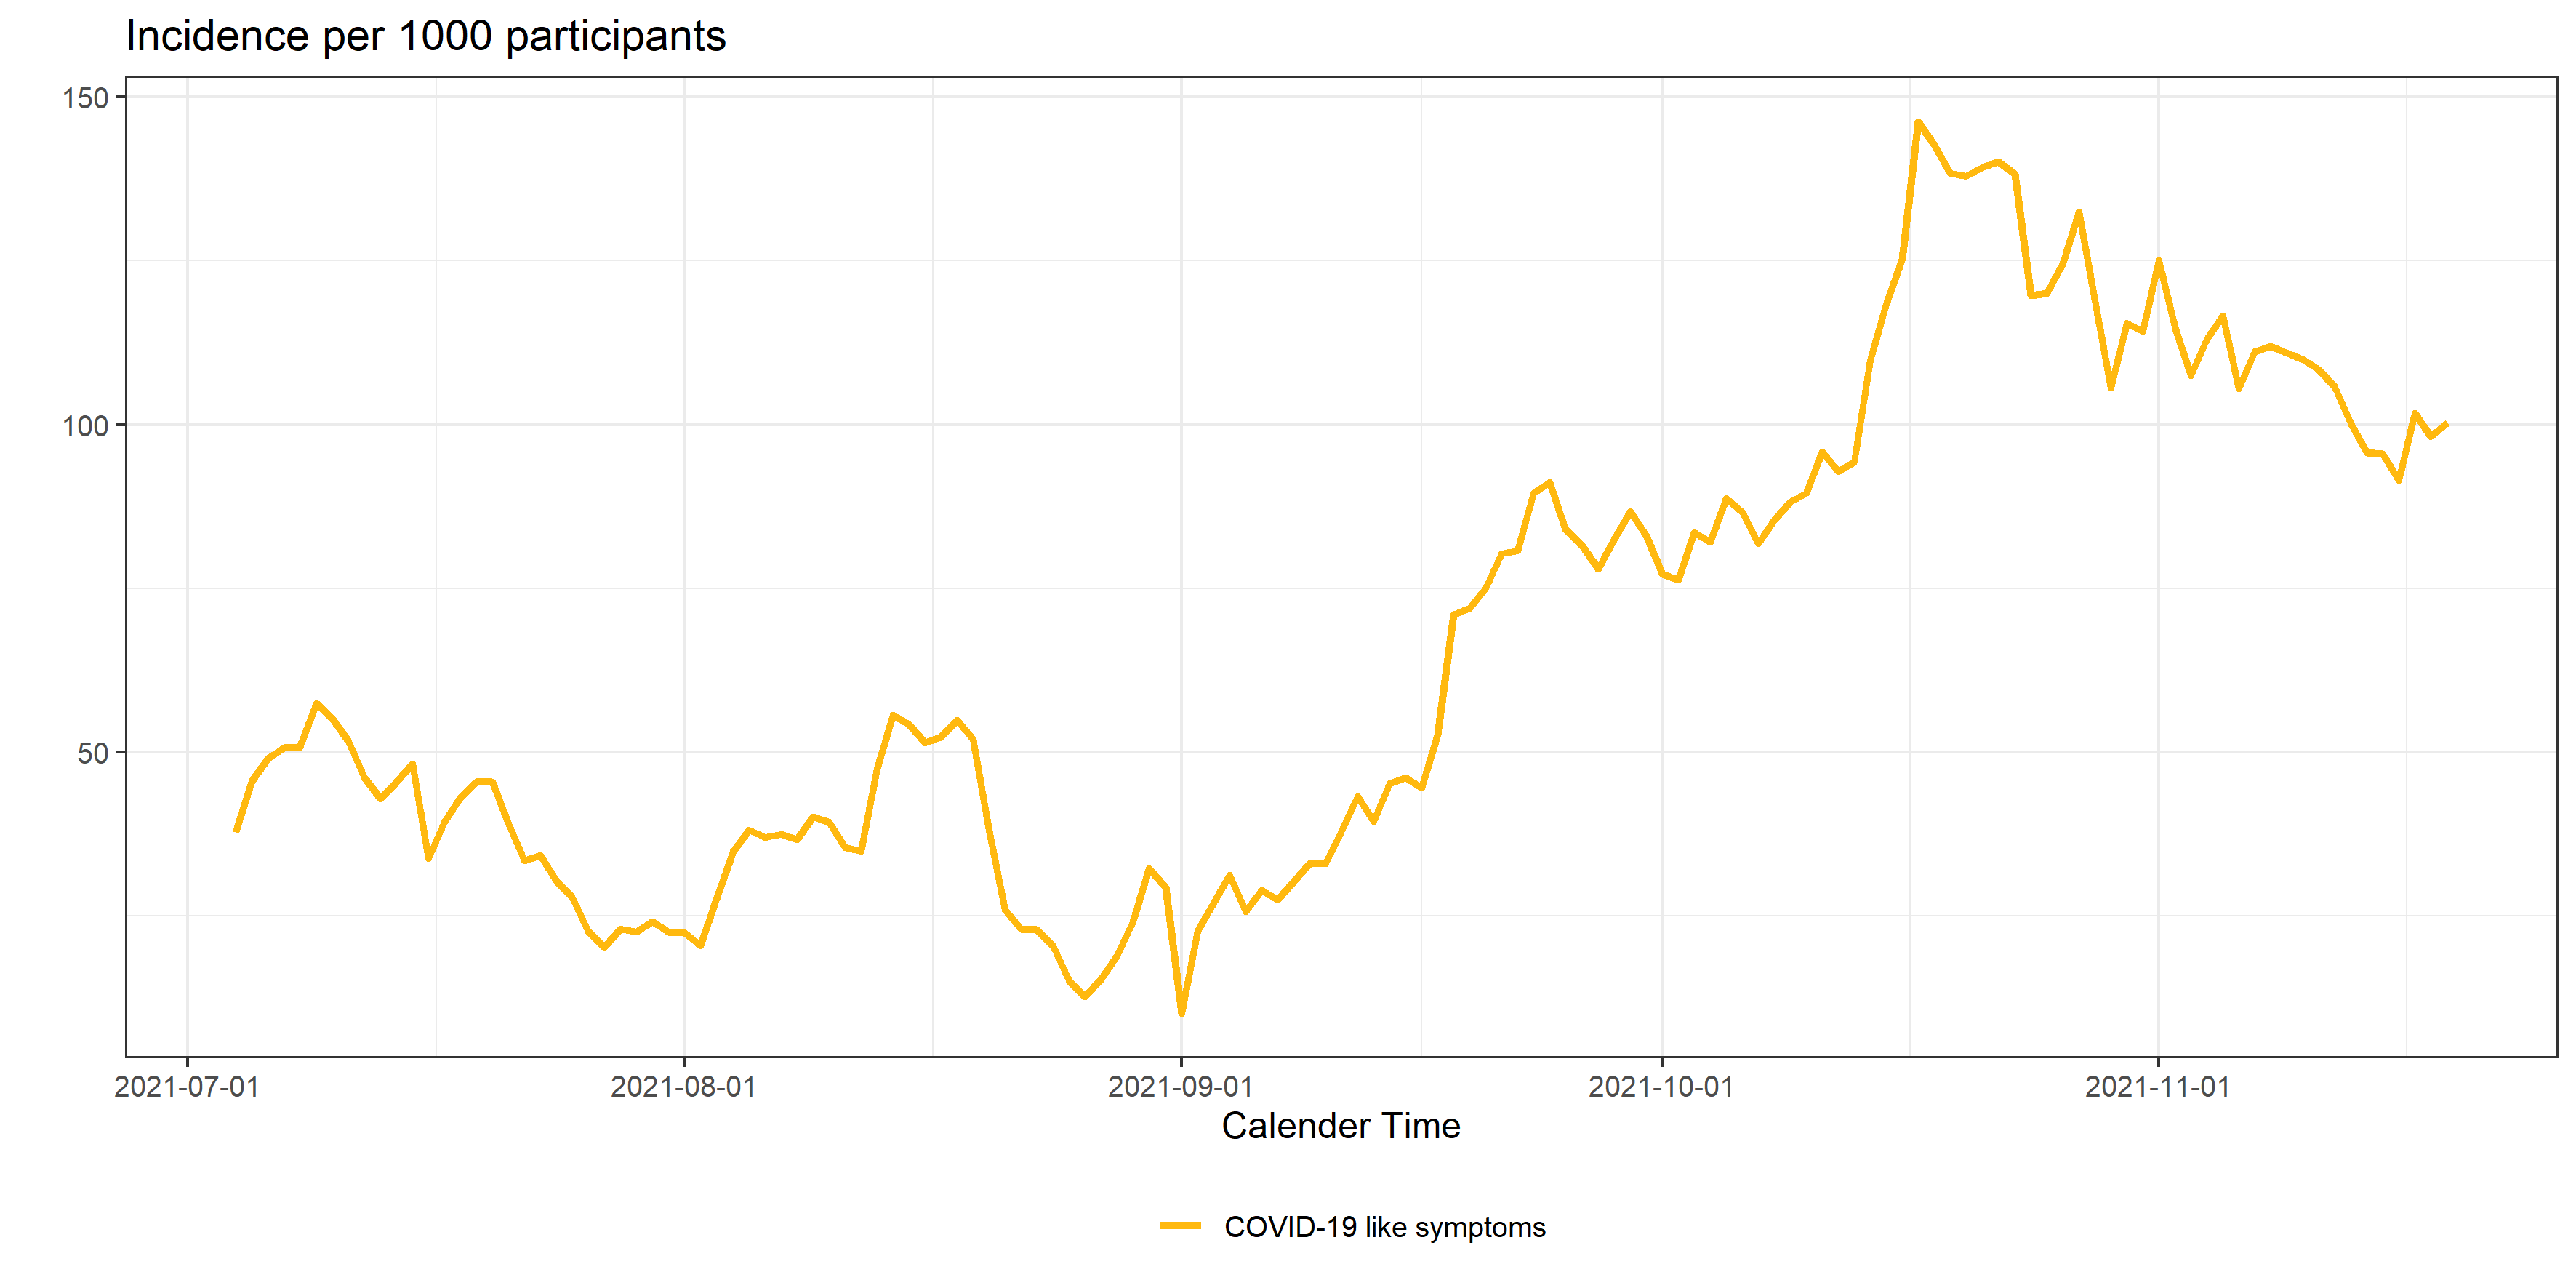 Incidence per 1000 participants
150
100
50
2021-07-01 2021-08-01 2021-09-01 2021-10-01 2021-11-01
Calender Time
COVID-19 like symptoms